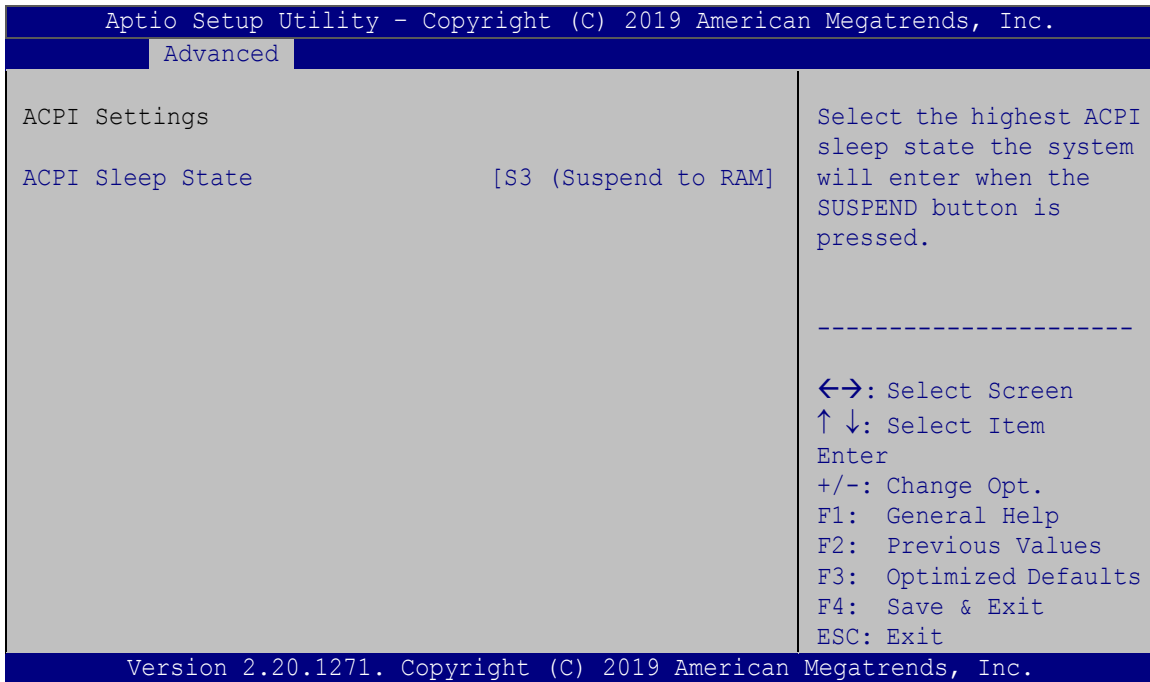 Aptio Setup Utility – Copyright (C) 2019 American Megatrends, Inc.
Advanced
ACPI Settings
ACPI Sleep State [S3 (Suspend to RAM]
Select the highest ACPI
sleep state the system
will enter when the
SUSPEND button is
pressed.
----------------------
←→: Select Screen
↑ ↓: Select Item
Enter
+/-: Change Opt.
F1: General Help
F2: Previous Values
F3: Optimized Defaults
F4: Save & Exit
ESC: Exit
Version 2.20.1271. Copyright (C) 2019 American Megatrends, Inc.